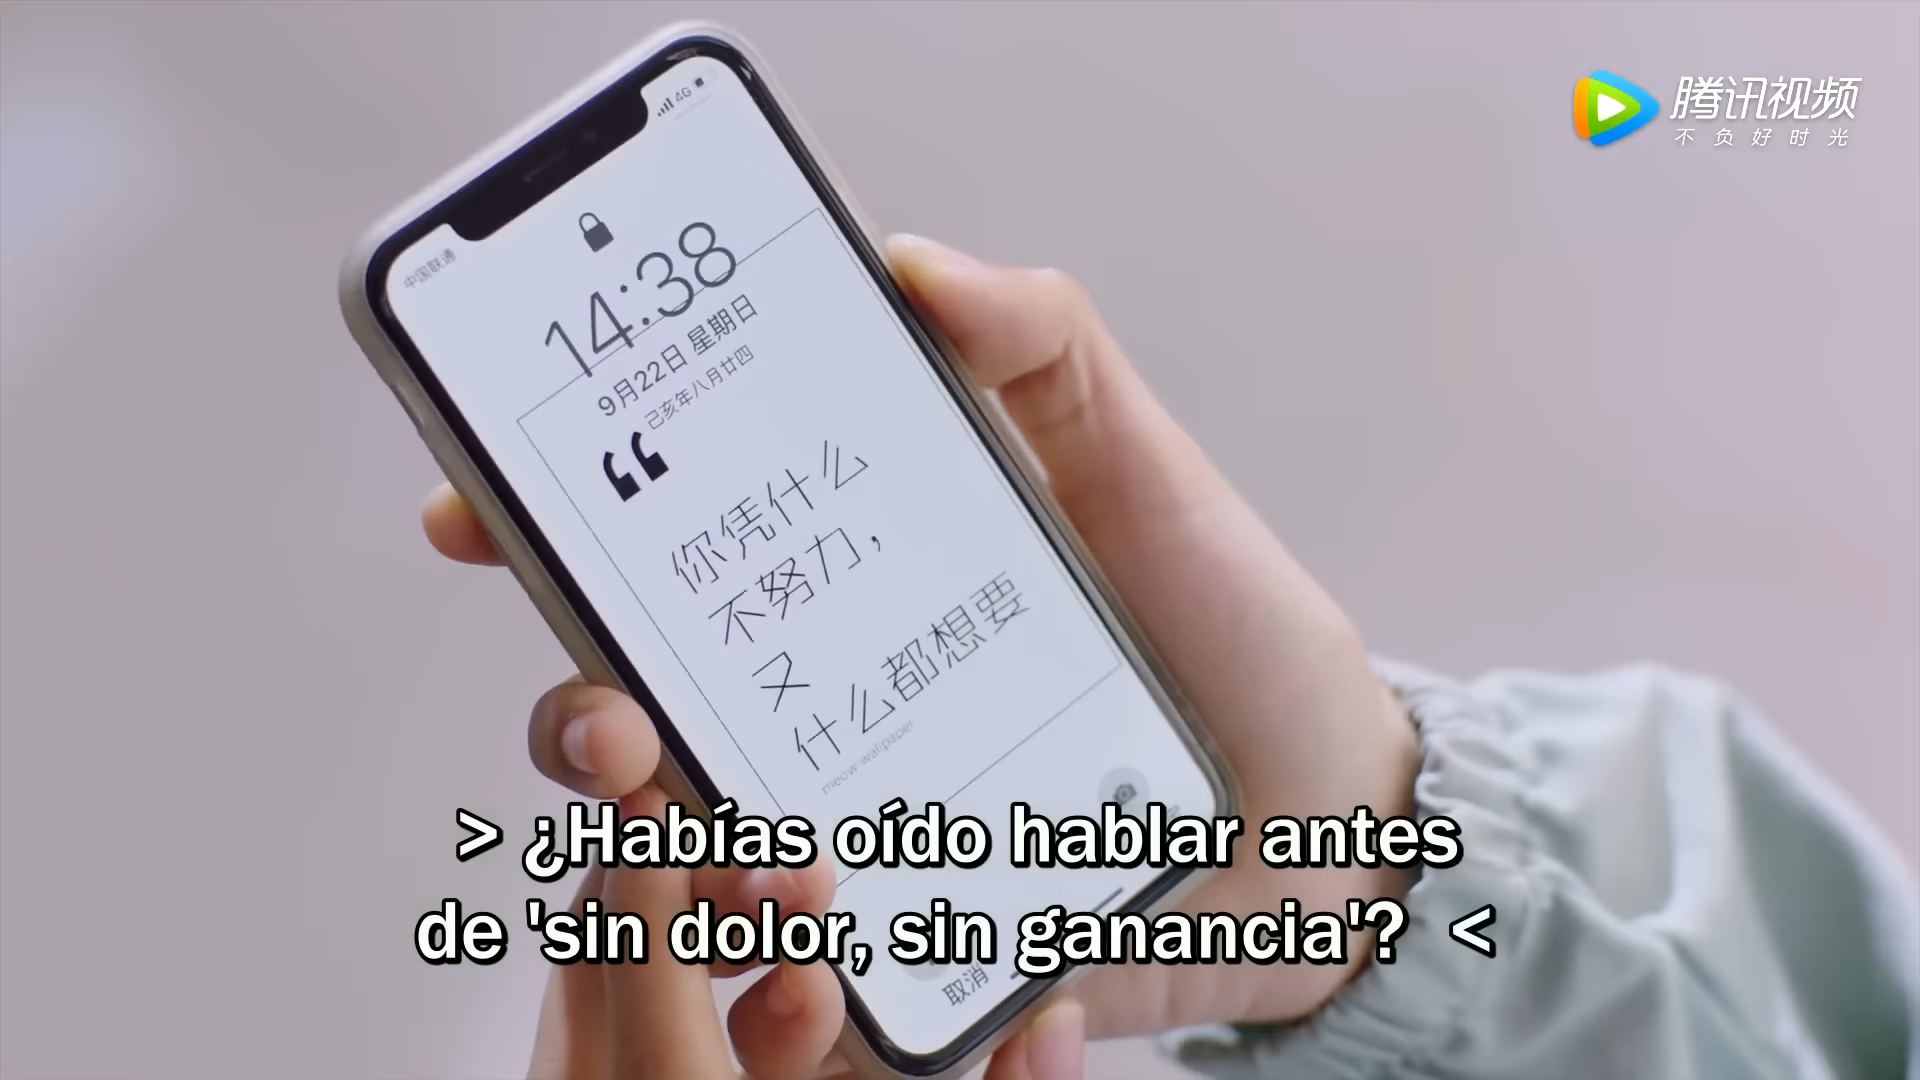 腾讯视频
不负好时光
中国联通
4G
14:38
9月22日 星期日
己亥年八月廿四
“
你凭什么
不努力，
又
什么都想要
meow·wallpaper
> ¿Habías oído hablar antes
de 'sin dolor, sin ganancia'? <
取消